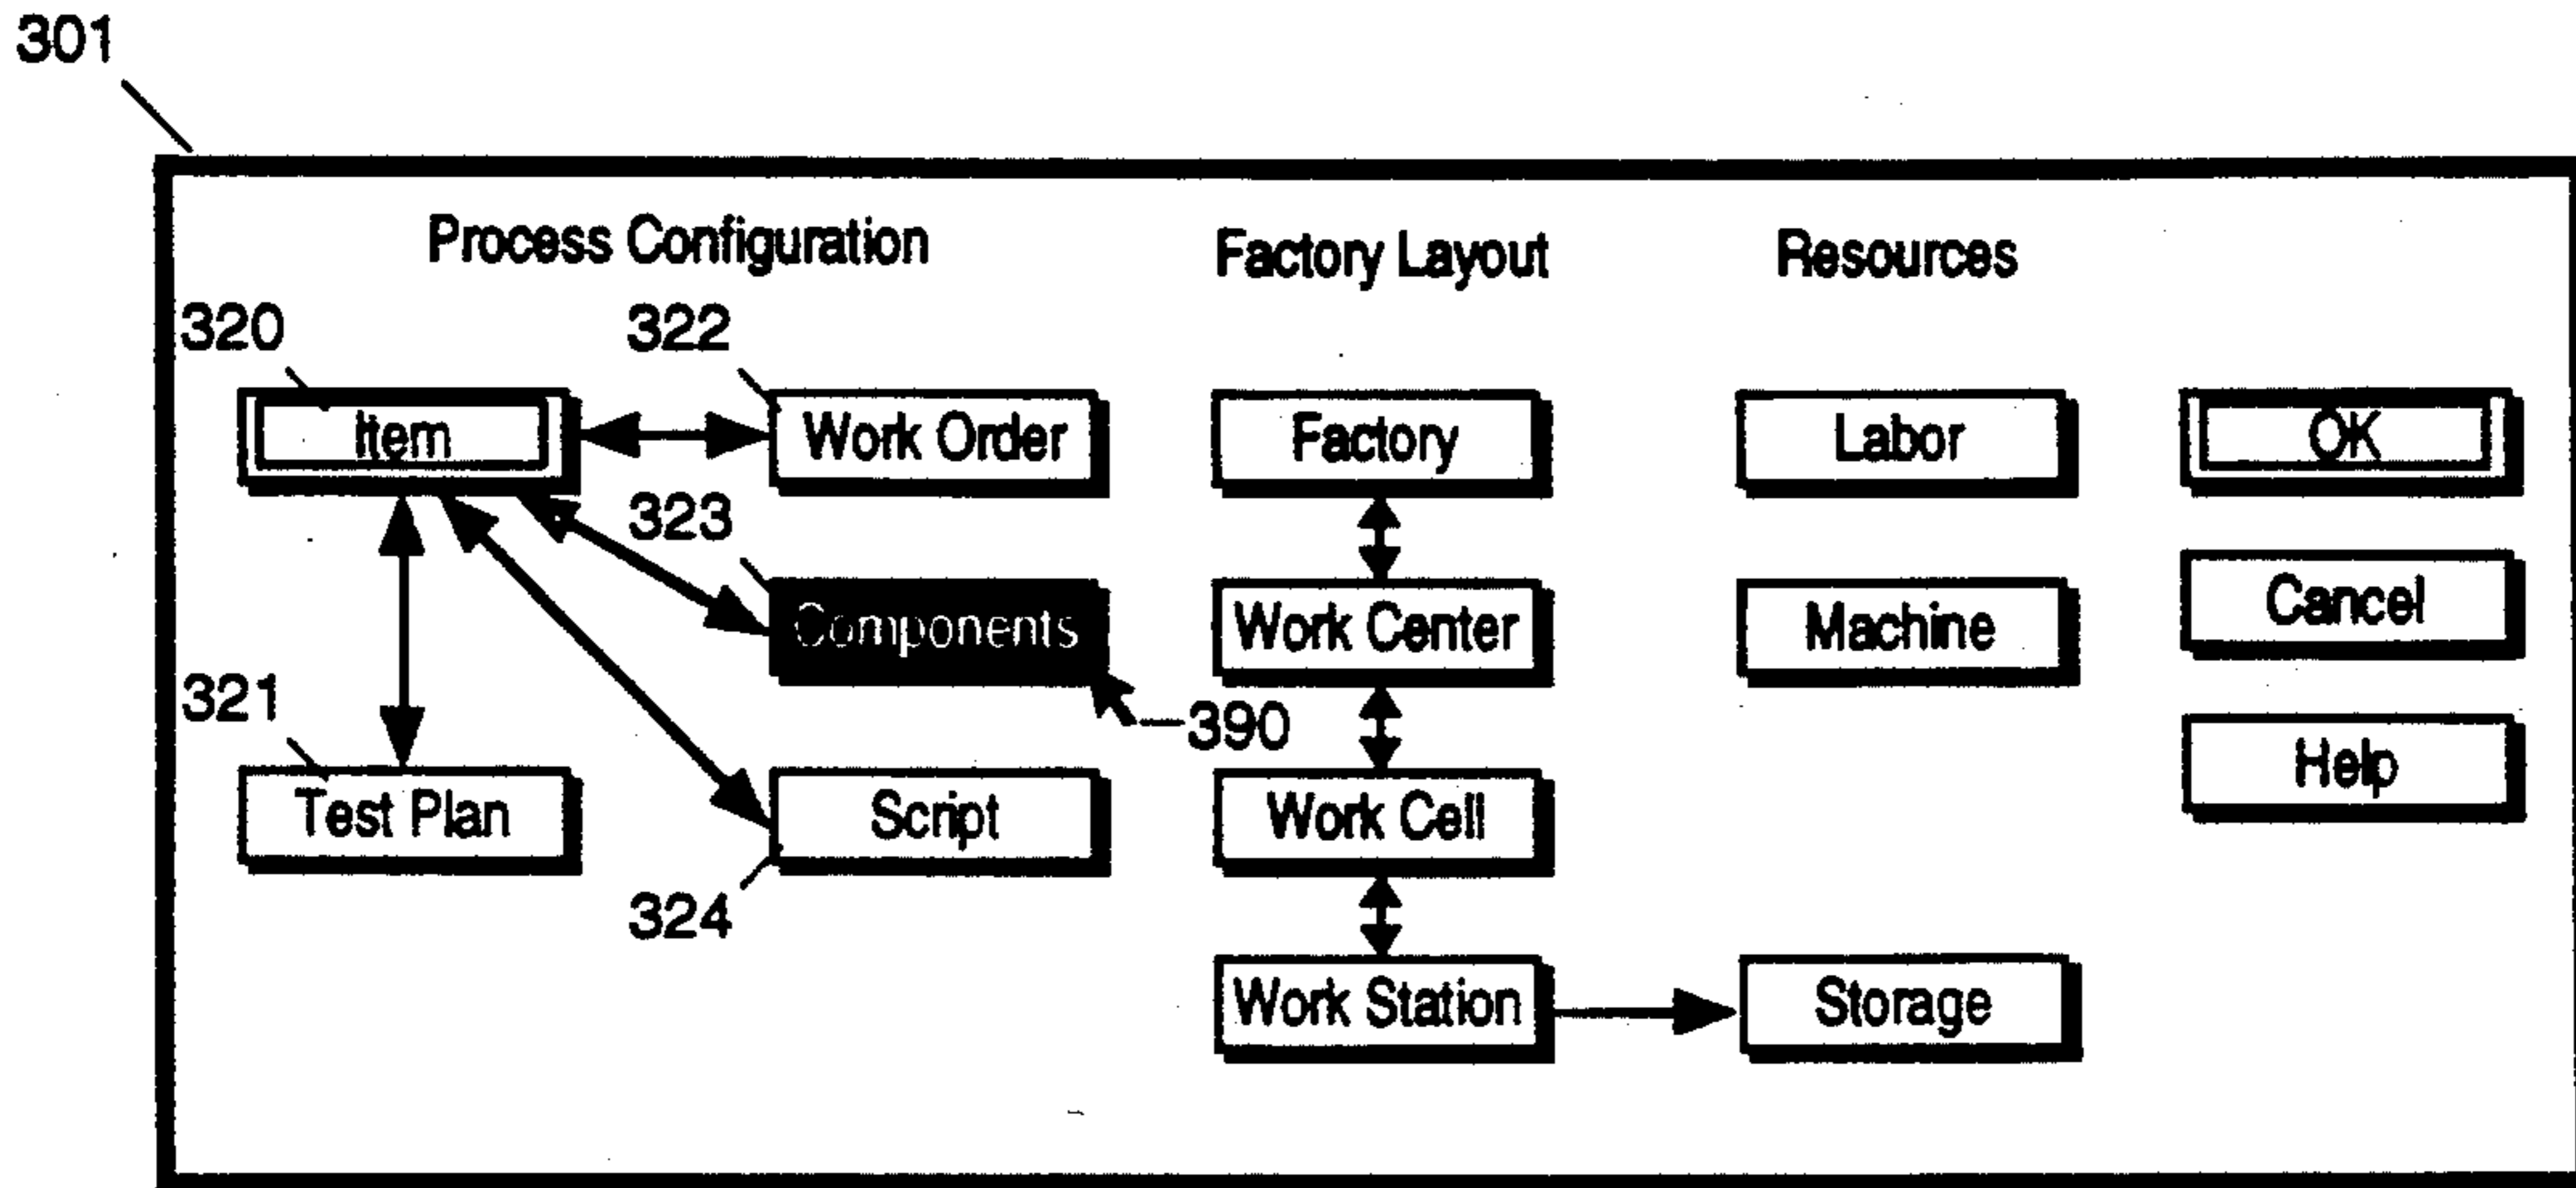 301
Process Configuration Factory Layout Resources
320 322
Item Work Order Factory Labor OK
323
Components Work Center Machine Cancel
321 390
Test Plan Script Work Cell Help
324
Work Station Storage